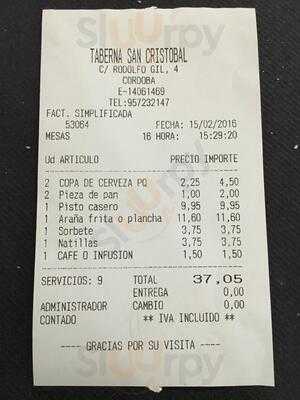 TABERNA SAN CRISTOBAL
C/ RODOLFO GIL, 4
CORDOBA
E-14061469
TEL:957232147
FACT. SIMPLIFICADA
53064 FECHA: 15/02/2016
MESAS 16 HORA: 15:29:20
Ud ARTICULO PRECIO IMPORTE
2 COPA DE CERVEZA PQ 2,25 4,50
2 Pieza de pan 1,00 2,00
1 Pisto casero 9,95 9,95
1 Araña frita o plancha 11,60 11,60
1 Sorbete 3,75 3,75
1 Natillas 3,75 3,75
1 CAFE O INFUSION 1,50 1,50
SERVICIOS: 9 TOTAL 37,05
ENTREGA 0,00
ADMINISTRADOR CAMBIO 0,00
CONTADO ** IVA INCLUIDO **
---- GRACIAS POR SU VISITA ----
Sluurpy
Sluurpy
Sluurpy